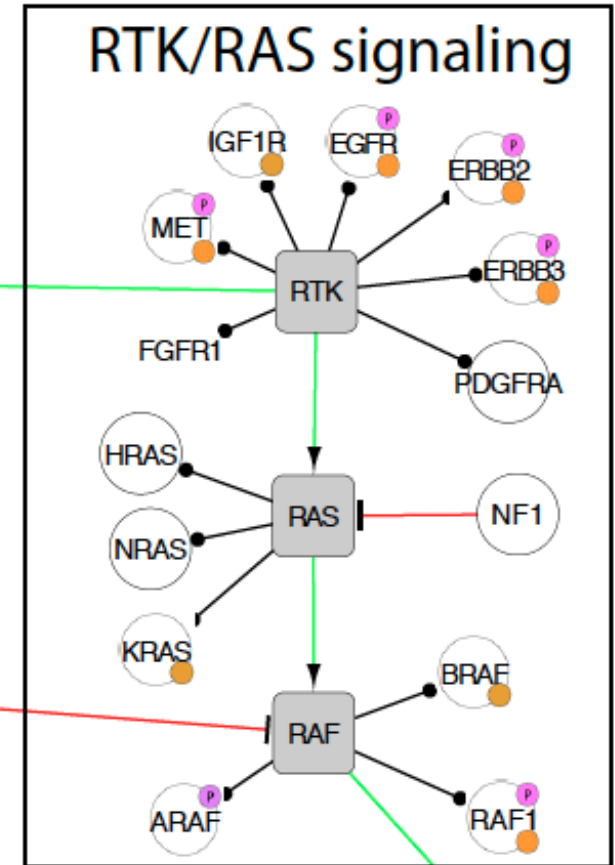 RTK/RAS signaling
IGF1R
P
EGFR
P
ERBB2
P
MET
P
ERBB3
RTK
FGFR1
PDGFRA
HRAS
RAS
NF1
NRAS
KRAS
BRAF
RAF
P
ARAF
P
RAF1